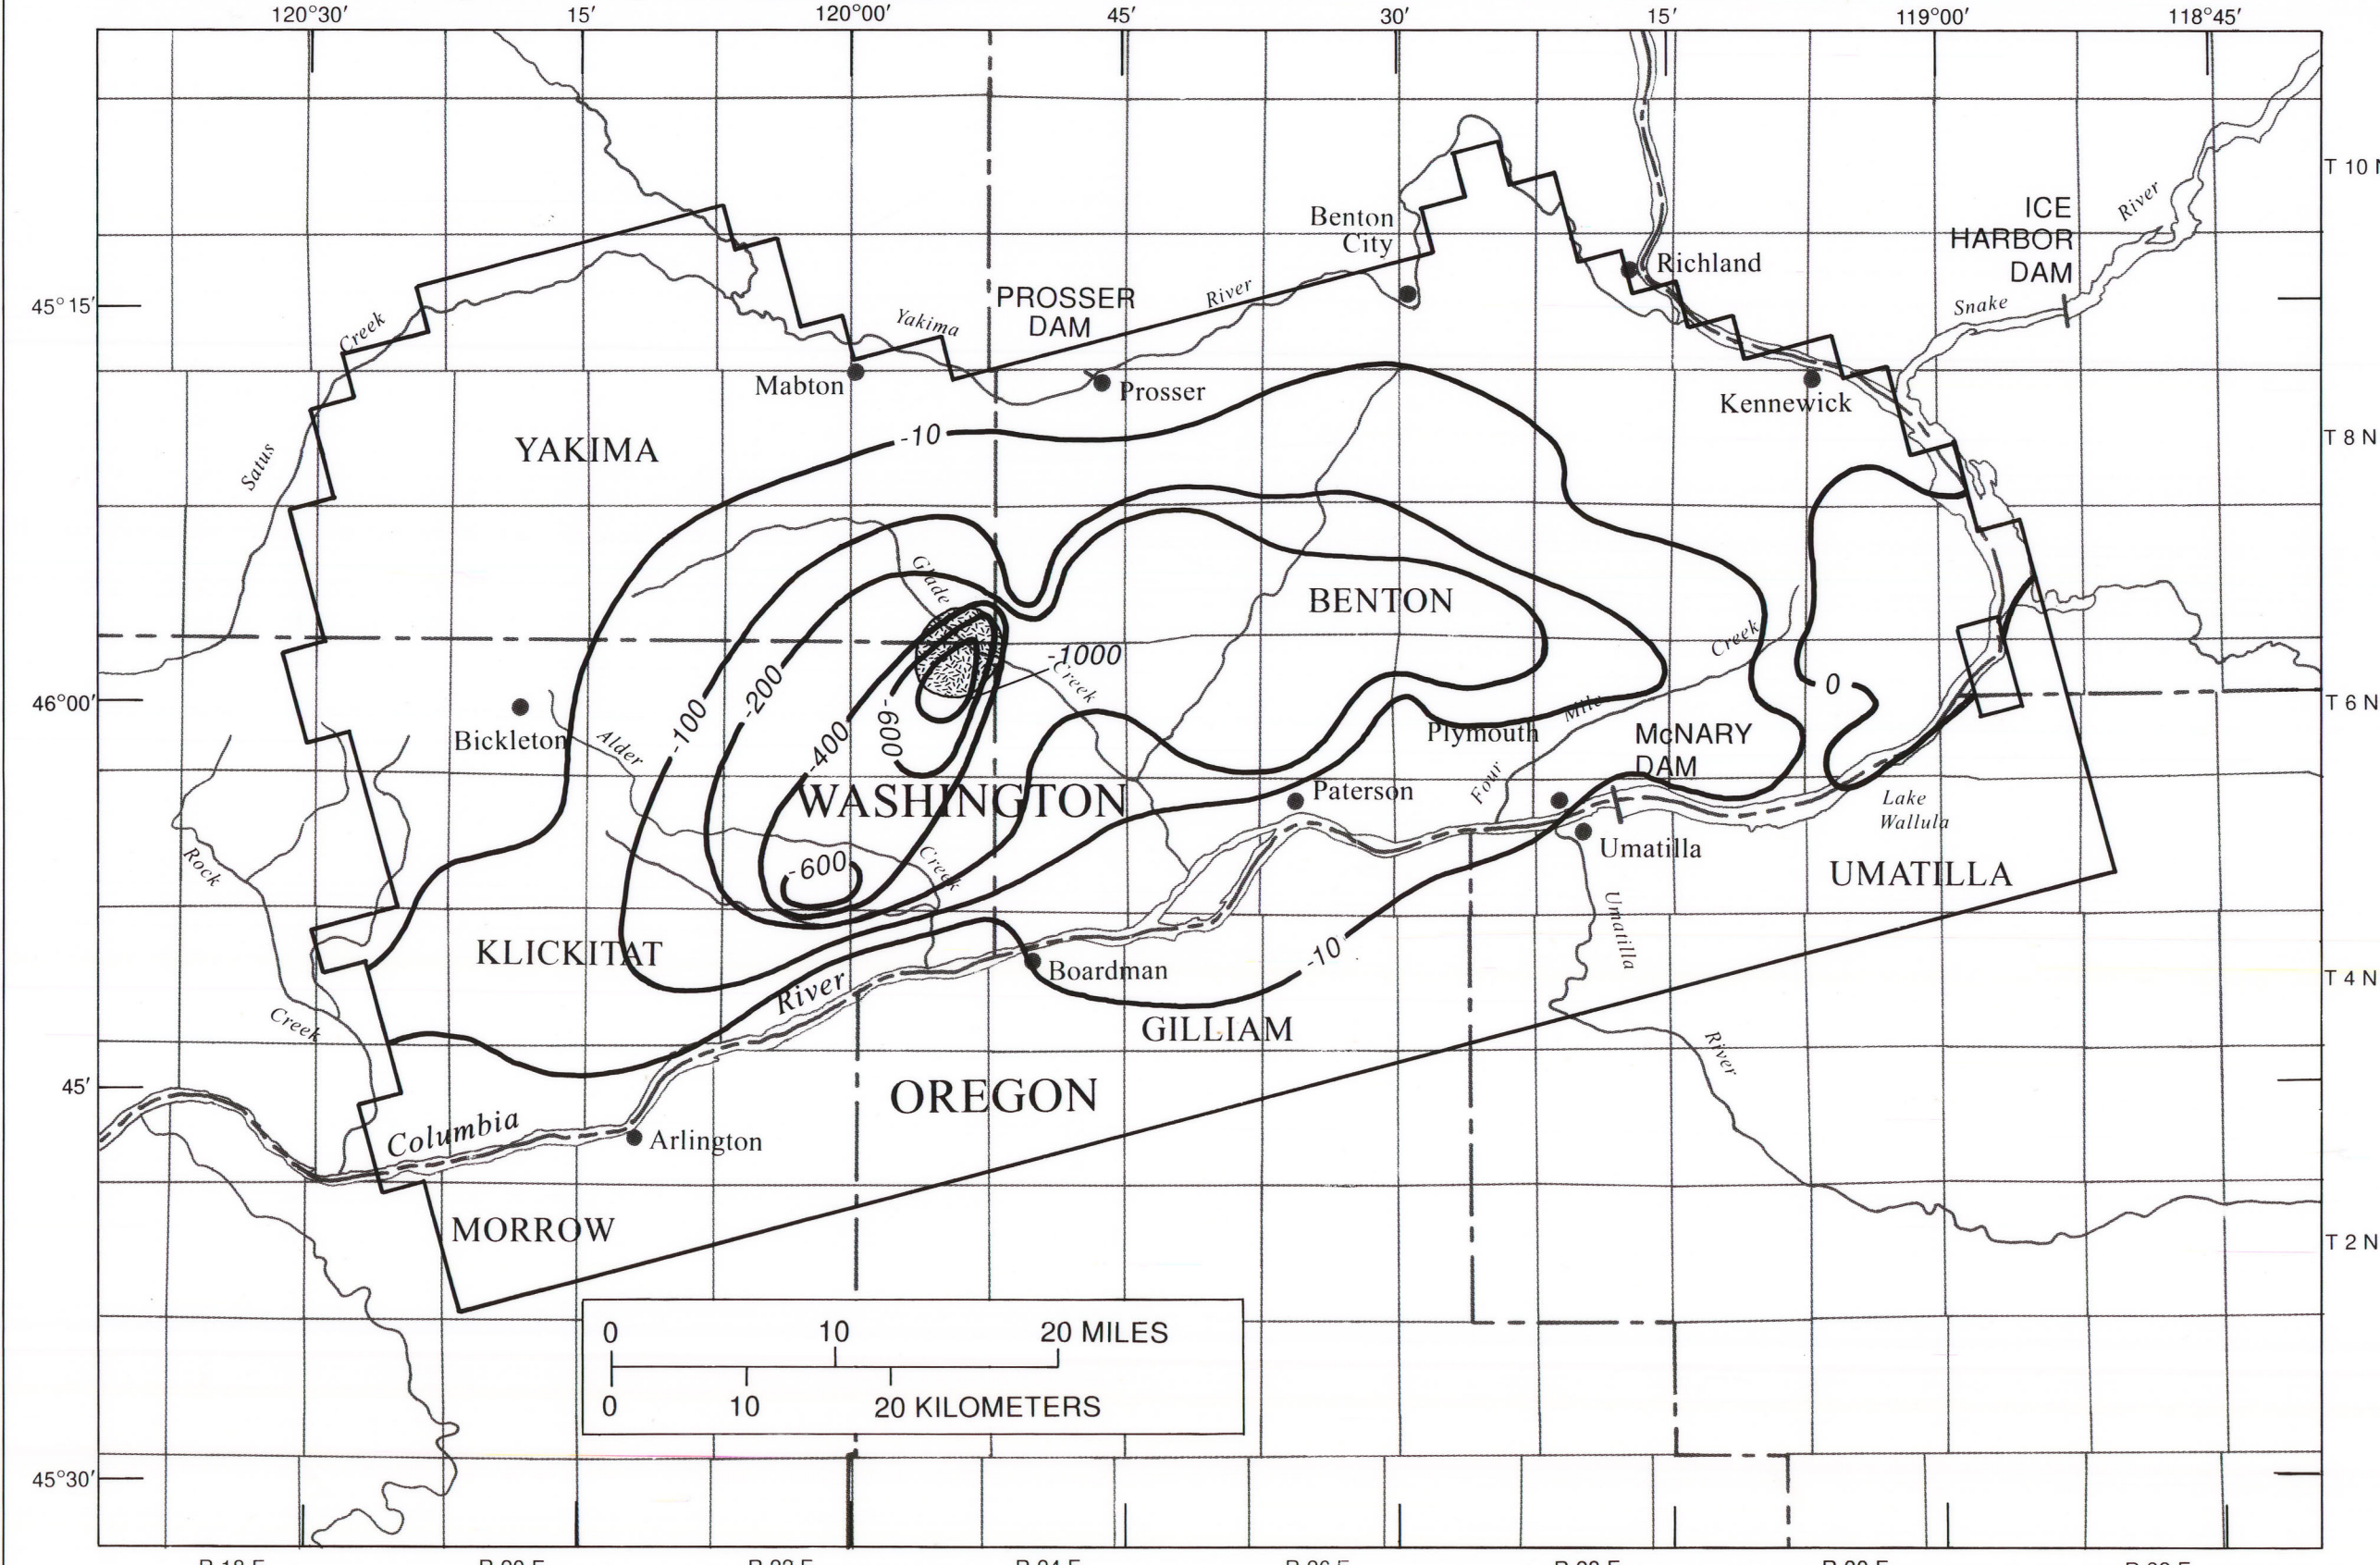 120°30′ 15′ 120°00′ 45′ 30′ 15′ 119°00′ 118°45′
T 10 N
ICE
HARBOR
DAM
River
Snake
Benton
City
Richland
45°15′
PROSSER
DAM
River
Yakima
Creek
Mabton
Prosser
Kennewick
-10
T 8 N
YAKIMA
Satus
Grade
BENTON
-1000
Creek
Creek
0
46°00′
T 6 N
-200
-100
-600
-400
Bickleton
Alder
Mile
Plymouth
McNARY
DAM
Four
WASHINGTON
Paterson
Lake
Wallula
Umatilla
Rock
-600
Creek
UMATILLA
Umatilla
KLICKITAT
-10
Boardman
T 4 N
River
Creek
GILLIAM
River
45′
OREGON
Columbia
Arlington
MORROW
T 2 N
0 10 20 MILES
0 10 20 KILOMETERS
45°30′